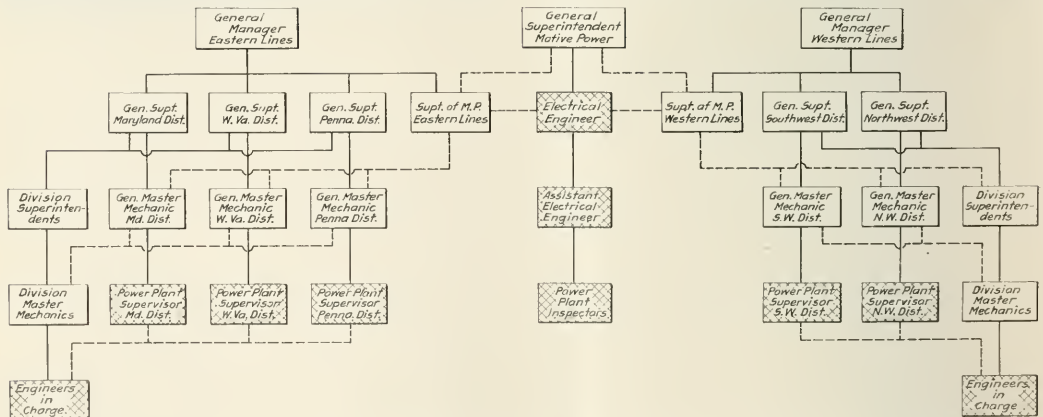 General
Manager
Eastern Lines
General
Superintendent
Motive Power
General
Manager
Western Lines
Gen. Supt.
Maryland Dist.
Gen. Supt.
W. Va. Dist.
Gen. Supt.
Penna. Dist.
Supt. of M.P.
Eastern Lines
Electrical
Engineer
Supt. of M.P.
Western Lines
Gen. Supt.
Southwest Dist.
Gen. Supt.
Northwest Dist.
Division
Superinten-
dents
Gen. Master
Mechanic
Md. Dist.
Gen. Master
Mechanic
W. Va. Dist.
Gen. Master
Mechanic
Penna Dist.
Assistant
Electrical
Engineer
Gen. Master
Mechanic
S.W. Dist.
Gen. Master
Mechanic
N.W. Dist.
Division
Superinten-
dents
Division
Master
Mechanics
Power Plant
Supervisor
Md. Dist.
Power Plant
Supervisor
W. Va. Dist.
Power Plant
Supervisor
Penna. Dist.
Power
Plant
Inspectors
Power Plant
Supervisor
S.W. Dist.
Power Plant
Supervisor
N.W. Dist.
Division
Master
Mechanics
Engineers
in
Charge
Engineers
in
Charge